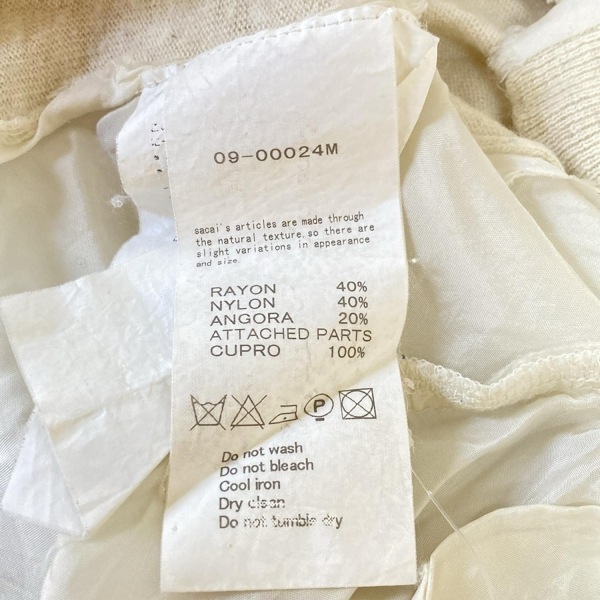 09-00024M
sacai's articles are made through
the natural texture.so there are
slight variations in appearance
and size.
RAYON 40%
NYLON 40%
ANGORA 20%
ATTACHED PARTS
CUPRO 100%
P
Do not wash
Do not bleach
Cool iron
Dry clean
Do not tumble dry